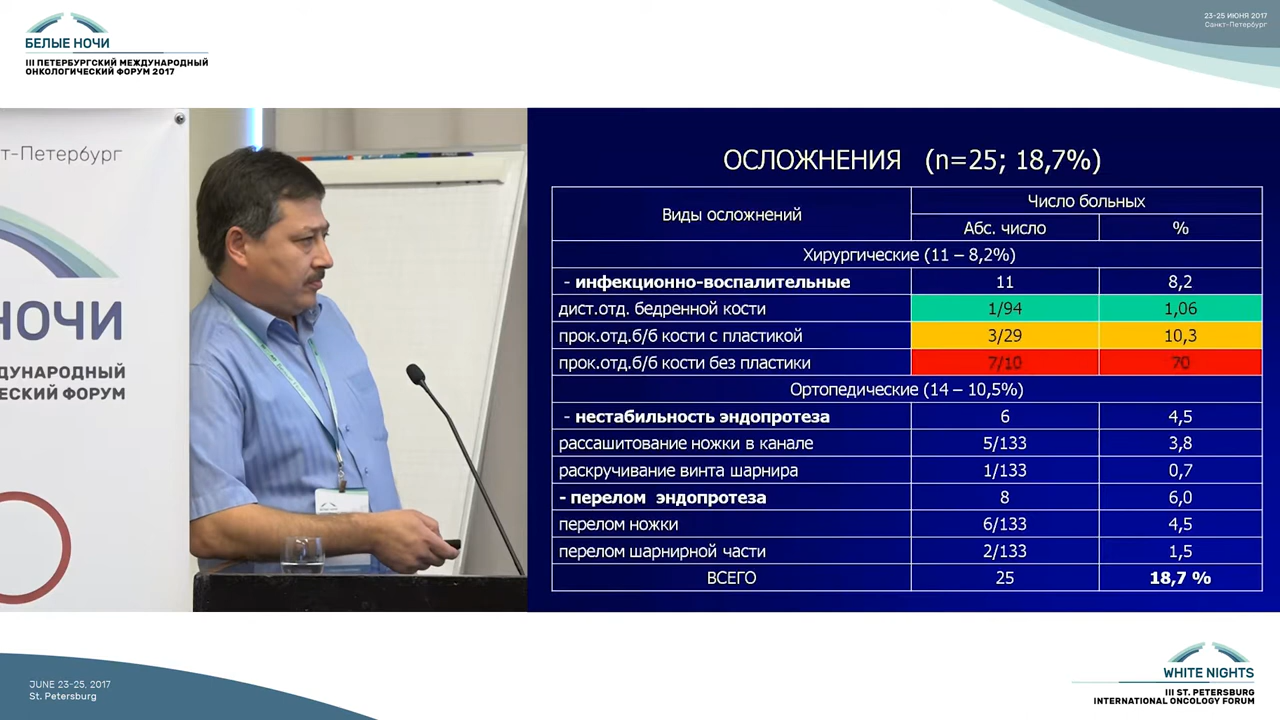 БЕЛЫЕ НОЧИ
III ПЕТЕРБУРГСКИЙ МЕЖДУНАРОДНЫЙ
ОНКОЛОГИЧЕСКИЙ ФОРУМ 2017
23-25 ИЮНЯ 2017
Санкт-Петербург
т-Петербург
НОЧИ
ДУНАРОДНЫЙ
ЕСКИЙ ФОРУМ
ОСЛОЖНЕНИЯ (n=25; 18,7%)
Виды осложнений
Число больных
Абс. число
%
Хирургические (11 – 8,2%)
- инфекционно-воспалительные 11 8,2
дист.отд. бедренной кости 1/94 1,06
прок.отд.б/б кости с пластикой 3/29 10,3
прок.отд.б/б кости без пластики 7/10 70
Ортопедические (14 – 10,5%)
- нестабильность эндопротеза 6 4,5
рассашитование ножки в канале 5/133 3,8
раскручивание винта шарнира 1/133 0,7
- перелом эндопротеза 8 6,0
перелом ножки 6/133 4,5
перелом шарнирной части 2/133 1,5
ВСЕГО 25 18,7 %
JUNE 23-25, 2017
St. Petersburg
WHITE NIGHTS
III ST. PETERSBURG
INTERNATIONAL ONCOLOGY FORUM